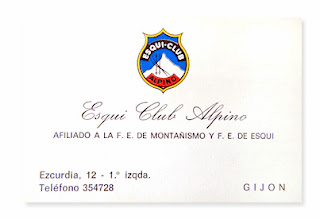 ESQUI-CLUB
ALPINO
Esqui Club Alpino
AFILIADO A LA F. E. DE MONTAÑISMO Y F. E. DE ESQUI
Ezcurdia, 12 - 1.º izqda.
Teléfono 354728
GIJON